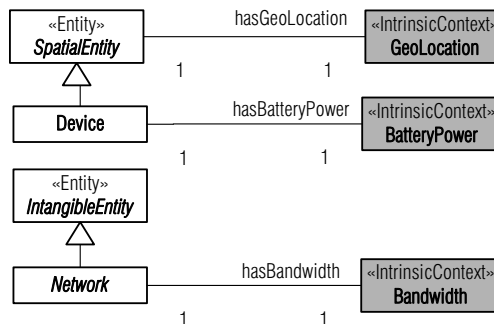 «Entity»
SpatialEntity
hasGeoLocation
1
1
«IntrinsicContext»
GeoLocation
Device
hasBatteryPower
1
1
«IntrinsicContext»
BatteryPower
«Entity»
IntangibleEntity
Network
hasBandwidth
1
1
«IntrinsicContext»
Bandwidth